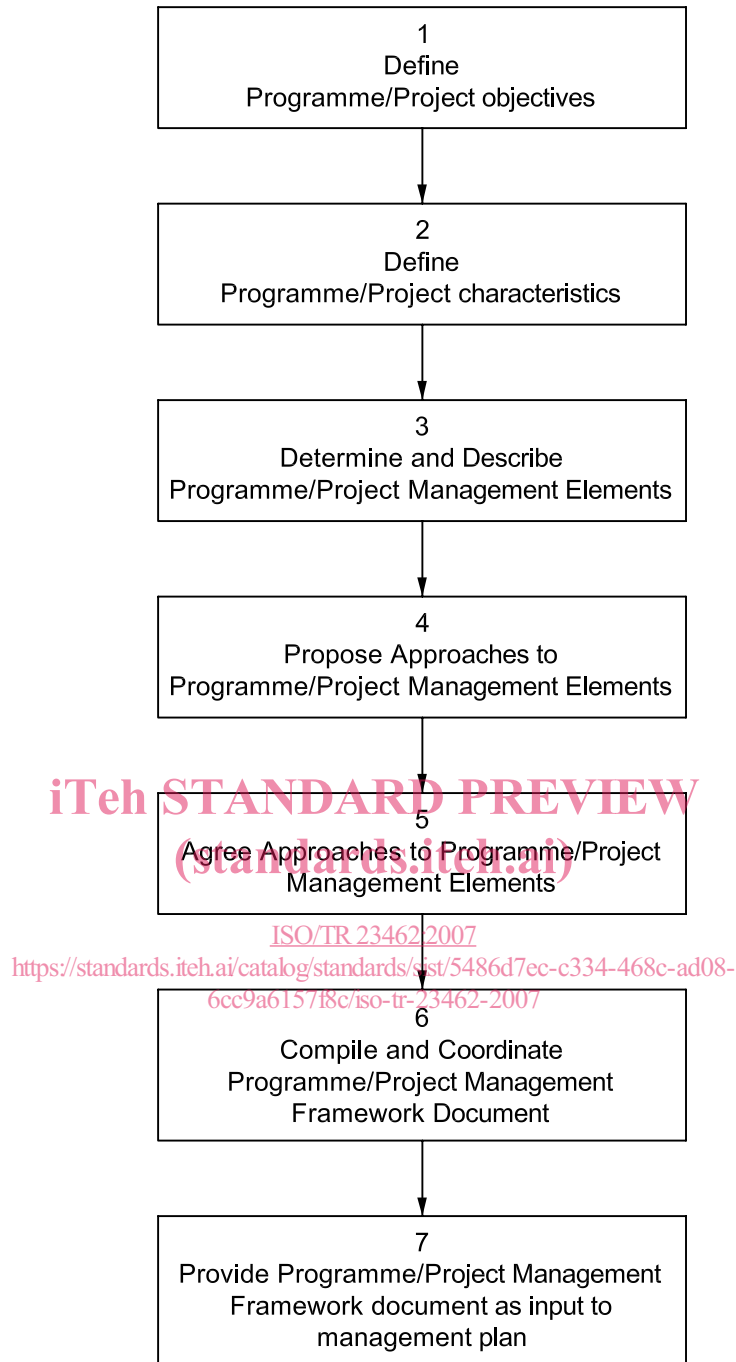 1
Define
Programme/Project objectives
2
Define
Programme/Project characteristics
3
Determine and Describe
Programme/Project Management Elements
4
Propose Approaches to
Programme/Project Management Elements
iTeh STANDARD PREVIEW
5
Agree Approaches to Programme/Project
(standards.iteh.ai)
Management Elements
ISO/TR 23462:2007
https://standards.iteh.ai/catalog/standards/sist/5486d7ec-c334-468c-ad08-
6cc9a6157f8c/iso-tr-23462-2007
6
Compile and Coordinate
Programme/Project Management
Framework Document
7
Provide Programme/Project Management
Framework document as input to
management plan